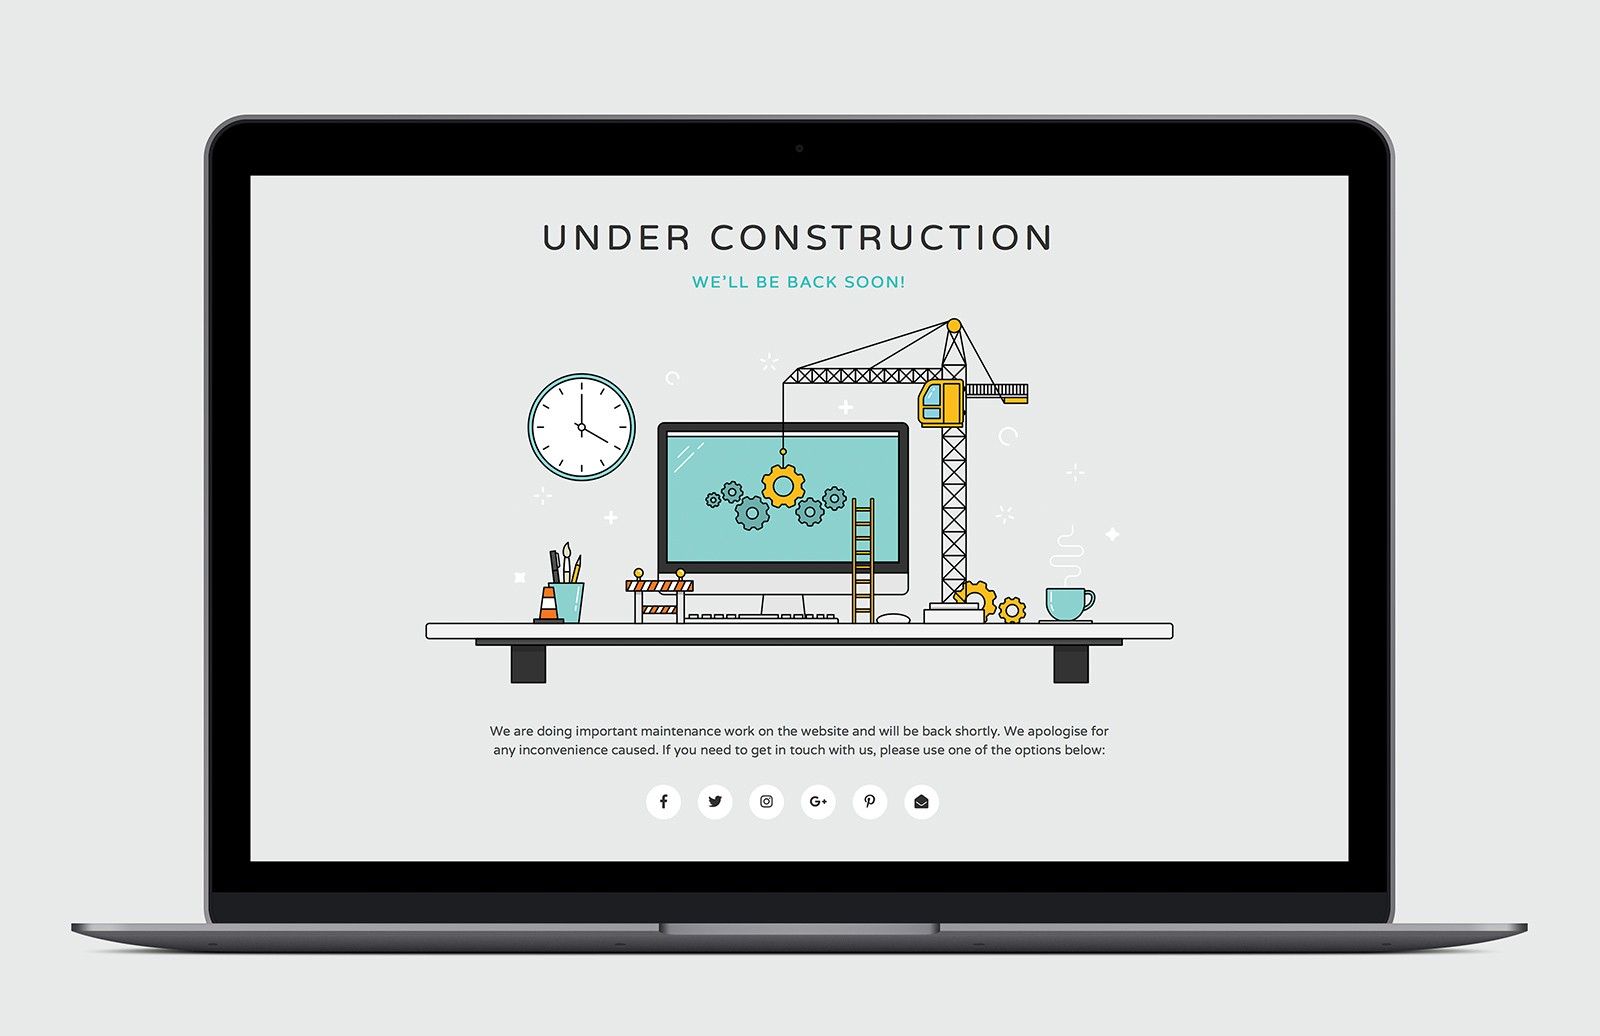 UNDER CONSTRUCTION
WE'LL BE BACK SOON!
We are doing important maintenance work on the website and will be back shortly. We apologise for
any inconvenience caused. If you need to get in touch with us, please use one of the options below:
G+